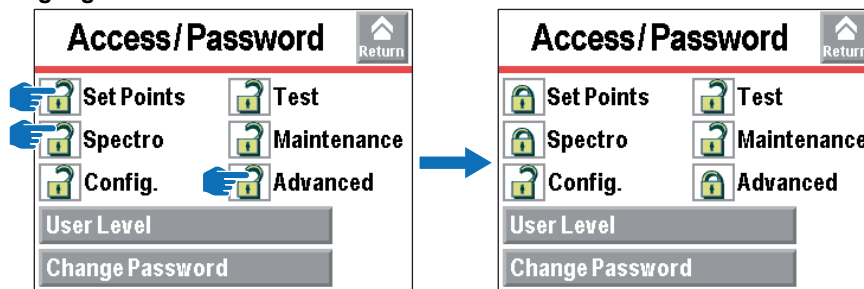 Access/Password
Return
Set Points
Test
Spectro
Maintenance
Config.
Advanced
User Level
Change Password
Access/Password
Return
Set Points
Test
Spectro
Maintenance
Config.
Advanced
User Level
Change Password